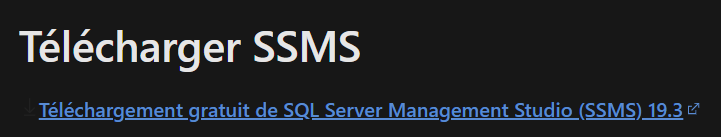 Télécharger SSMS
Téléchargement gratuit de SQL Server Management Studio (SSMS) 19.3